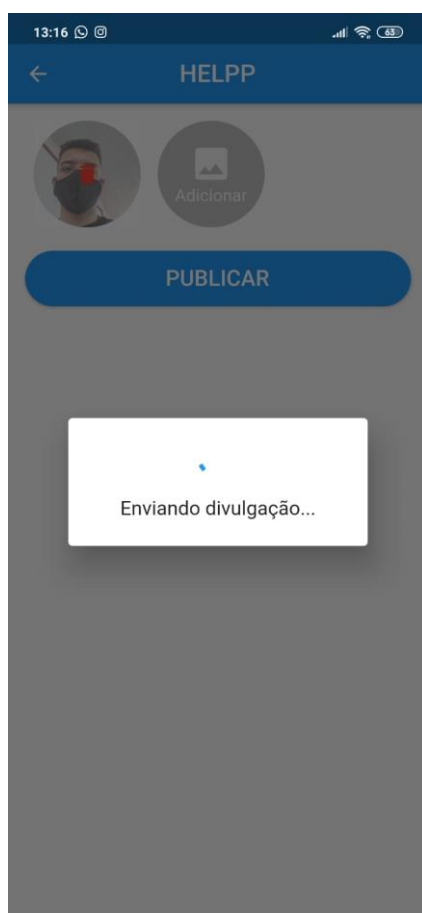 13:16 63
HELPP
Adicionar
PUBLICAR
Enviando divulgação...